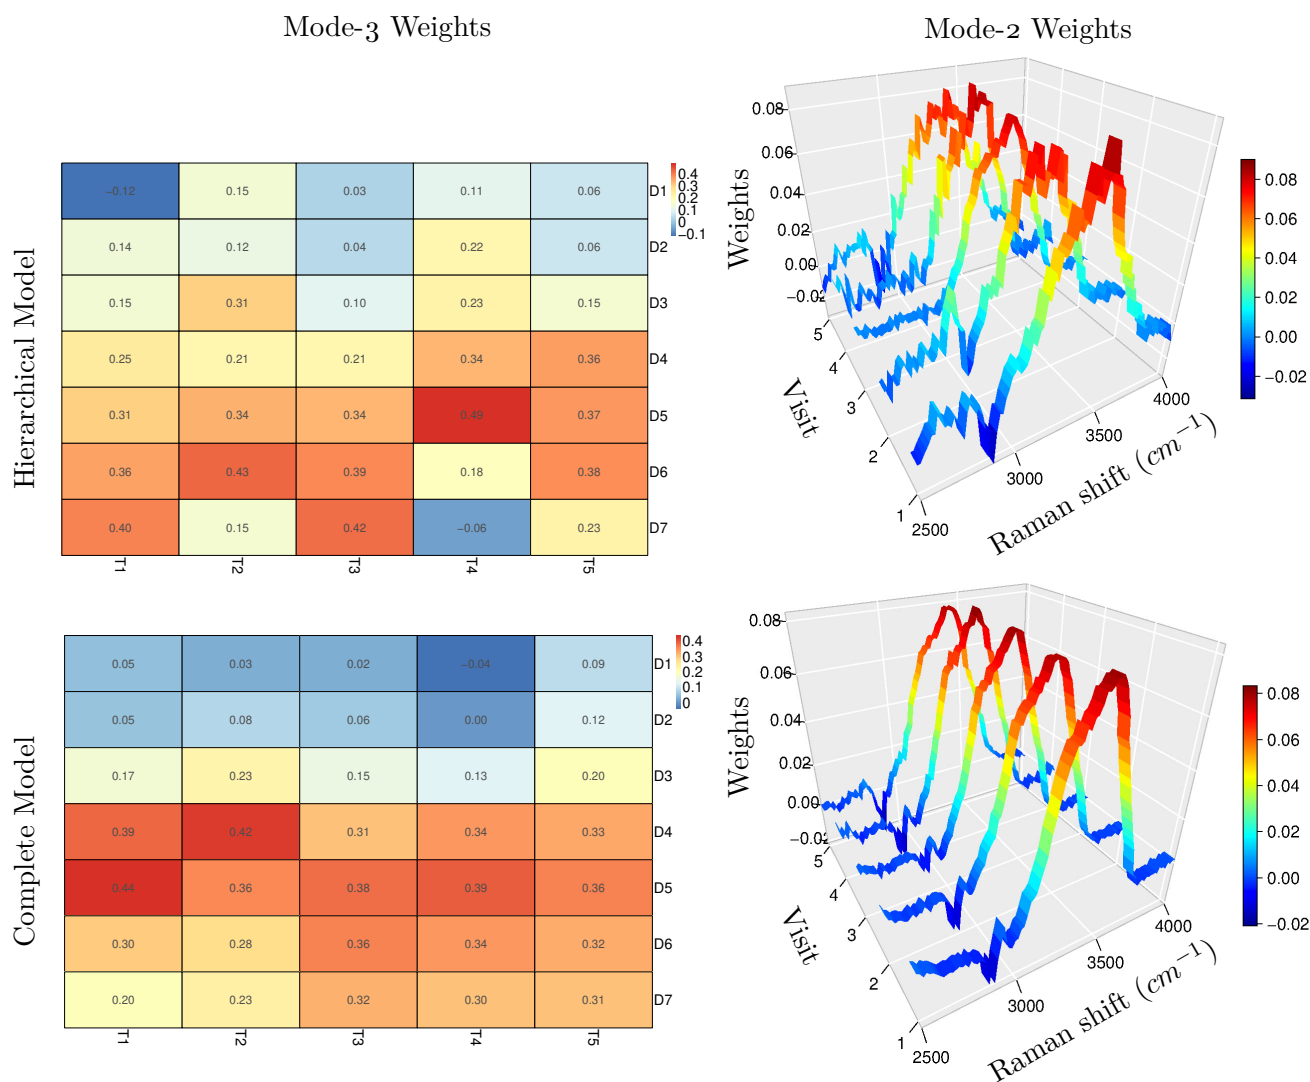 Mode-3 Weights
Mode-2 Weights
Hierarchical Model
−0.12 0.15 0.03 0.11 0.06 D1
0.14 0.12 0.04 0.22 0.06 D2
0.15 0.31 0.10 0.23 0.15 D3
0.25 0.21 0.21 0.34 0.36 D4
0.31 0.34 0.34 0.49 0.37 D5
0.36 0.43 0.39 0.18 0.38 D6
0.40 0.15 0.42 −0.06 0.23 D7
T1 T2 T3 T4 T5
0.4
0.3
0.2
0.1
0
−0.1
Weights
0.08
0.06
0.04
0.02
0.00
−0.02
Visit
5
4
3
2
1
Raman shift (cm⁻¹)
2500
3000
3500
4000
0.08
0.06
0.04
0.02
0.00
−0.02
Complete Model
0.05 0.03 0.02 −0.04 0.09 D1
0.05 0.08 0.06 0.00 0.12 D2
0.17 0.23 0.15 0.13 0.20 D3
0.39 0.42 0.31 0.34 0.33 D4
0.44 0.36 0.38 0.39 0.36 D5
0.30 0.28 0.36 0.34 0.32 D6
0.20 0.23 0.32 0.30 0.31 D7
T1 T2 T3 T4 T5
0.4
0.3
0.2
0.1
0
Weights
0.08
0.06
0.04
0.02
0.00
−0.02
Visit
5
4
3
2
1
Raman shift (cm⁻¹)
2500
3000
3500
4000
0.08
0.06
0.04
0.02
0.00
−0.02